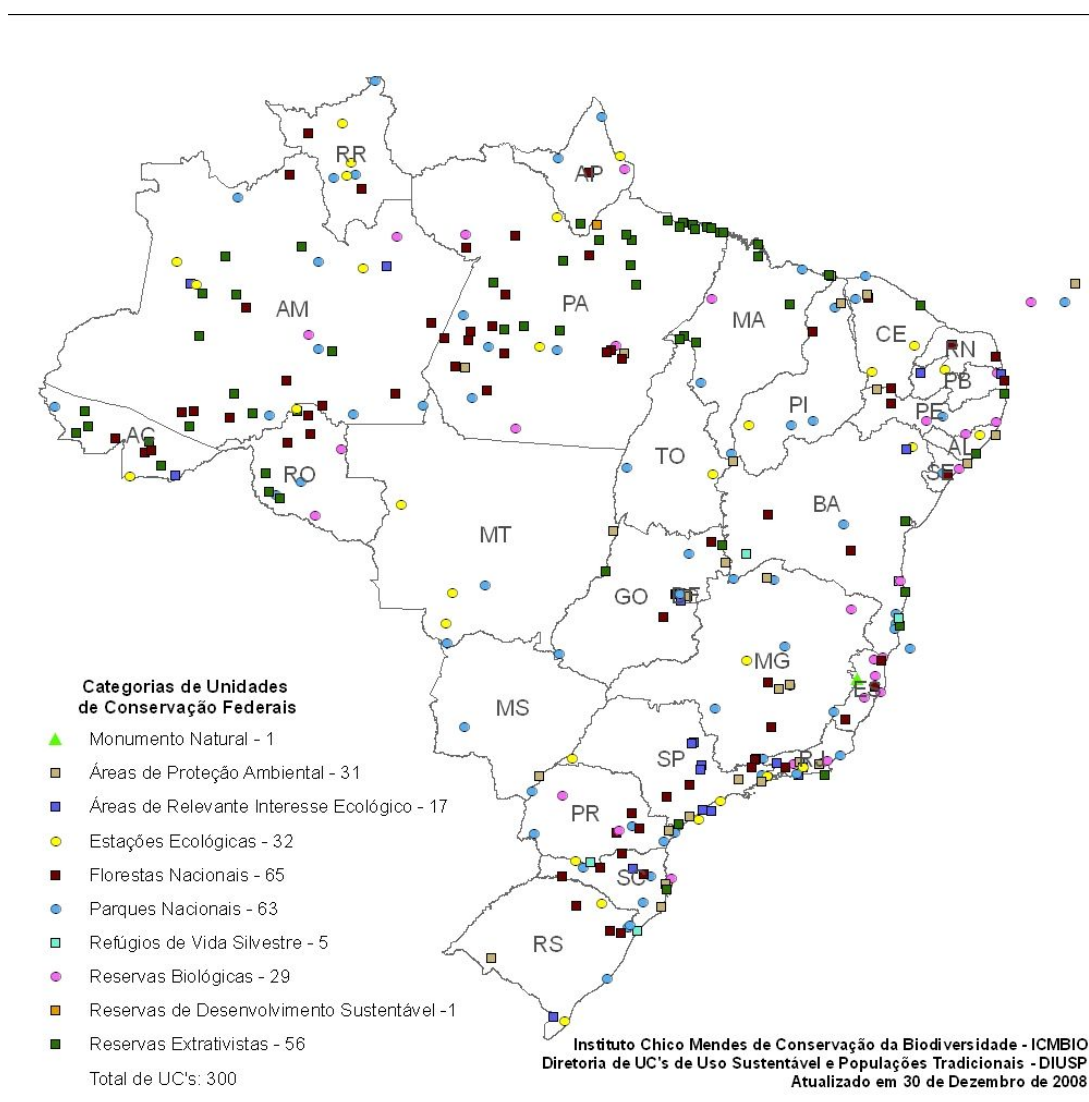 RR
AP
AM
PA
MA
CE
RN
PB
PI
PE
AC
AL
TO
SE
RO
BA
MT
GO
DF
MG
ES
MS
SP
RJ
PR
SC
RS
Categorias de Unidades
de Conservação Federais
Monumento Natural - 1
Áreas de Proteção Ambiental - 31
Áreas de Relevante Interesse Ecológico - 17
Estações Ecológicas - 32
Florestas Nacionais - 65
Parques Nacionais - 63
Refúgios de Vida Silvestre - 5
Reservas Biológicas - 29
Reservas de Desenvolvimento Sustentável -1
Reservas Extrativistas - 56
Total de UC's: 300
Instituto Chico Mendes de Conservação da Biodiversidade - ICMBIO
Diretoria de UC's de Uso Sustentável e Populações Tradicionais - DIUSP
Atualizado em 30 de Dezembro de 2008